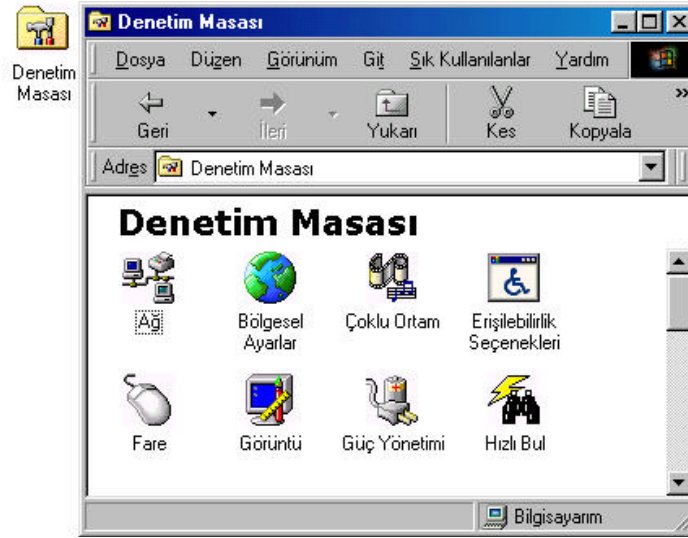 Denetim
Masası
Denetim Masası
Dosya Düzen Görünüm Git Sık Kullanılanlar Yardım
Geri İleri Yukarı Kes Kopyala »
Adres Denetim Masası
Denetim Masası
Ağ Bölgesel Ayarlar Çoklu Ortam Erişilebilirlik Seçenekleri
Fare Görüntü Güç Yönetimi Hızlı Bul
Bilgisayarım